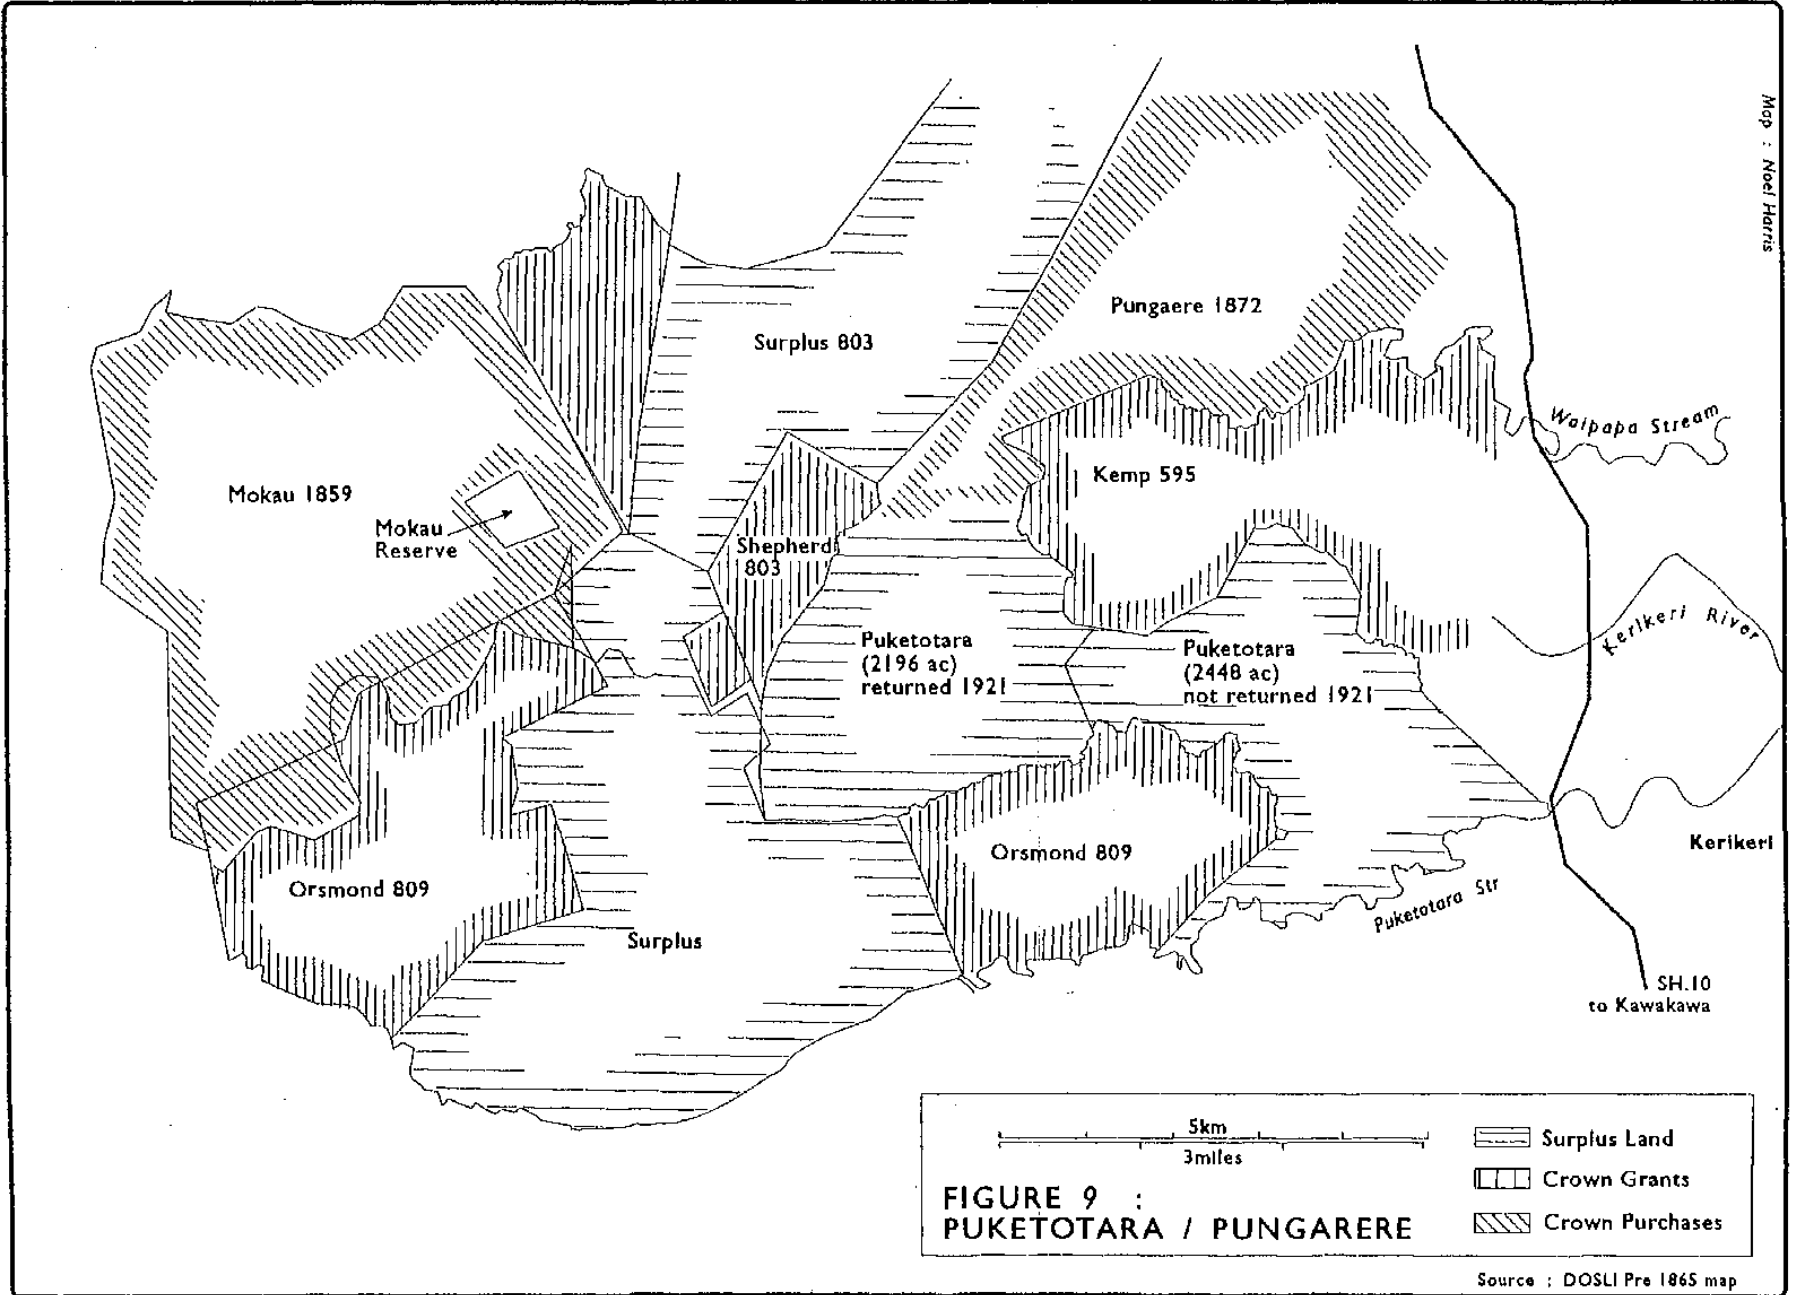 Map : Noel Harris
Surplus 803
Pungaere 1872
Waipapa Stream
Mokau 1859
Mokau
Reserve
Kemp 595
Shepherd
803
Kerikeri River
Puketotara
(2196 ac)
returned 1921
Puketotara
(2448 ac)
not returned 1921
Orsmond 809
Kerikeri
Orsmond 809
Puketotara Str
Surplus
SH.10
to Kawakawa
5km
3miles
Surplus Land
Crown Grants
Crown Purchases
FIGURE 9 :
PUKETOTARA / PUNGARERE
Source : DOSLI Pre 1865 map